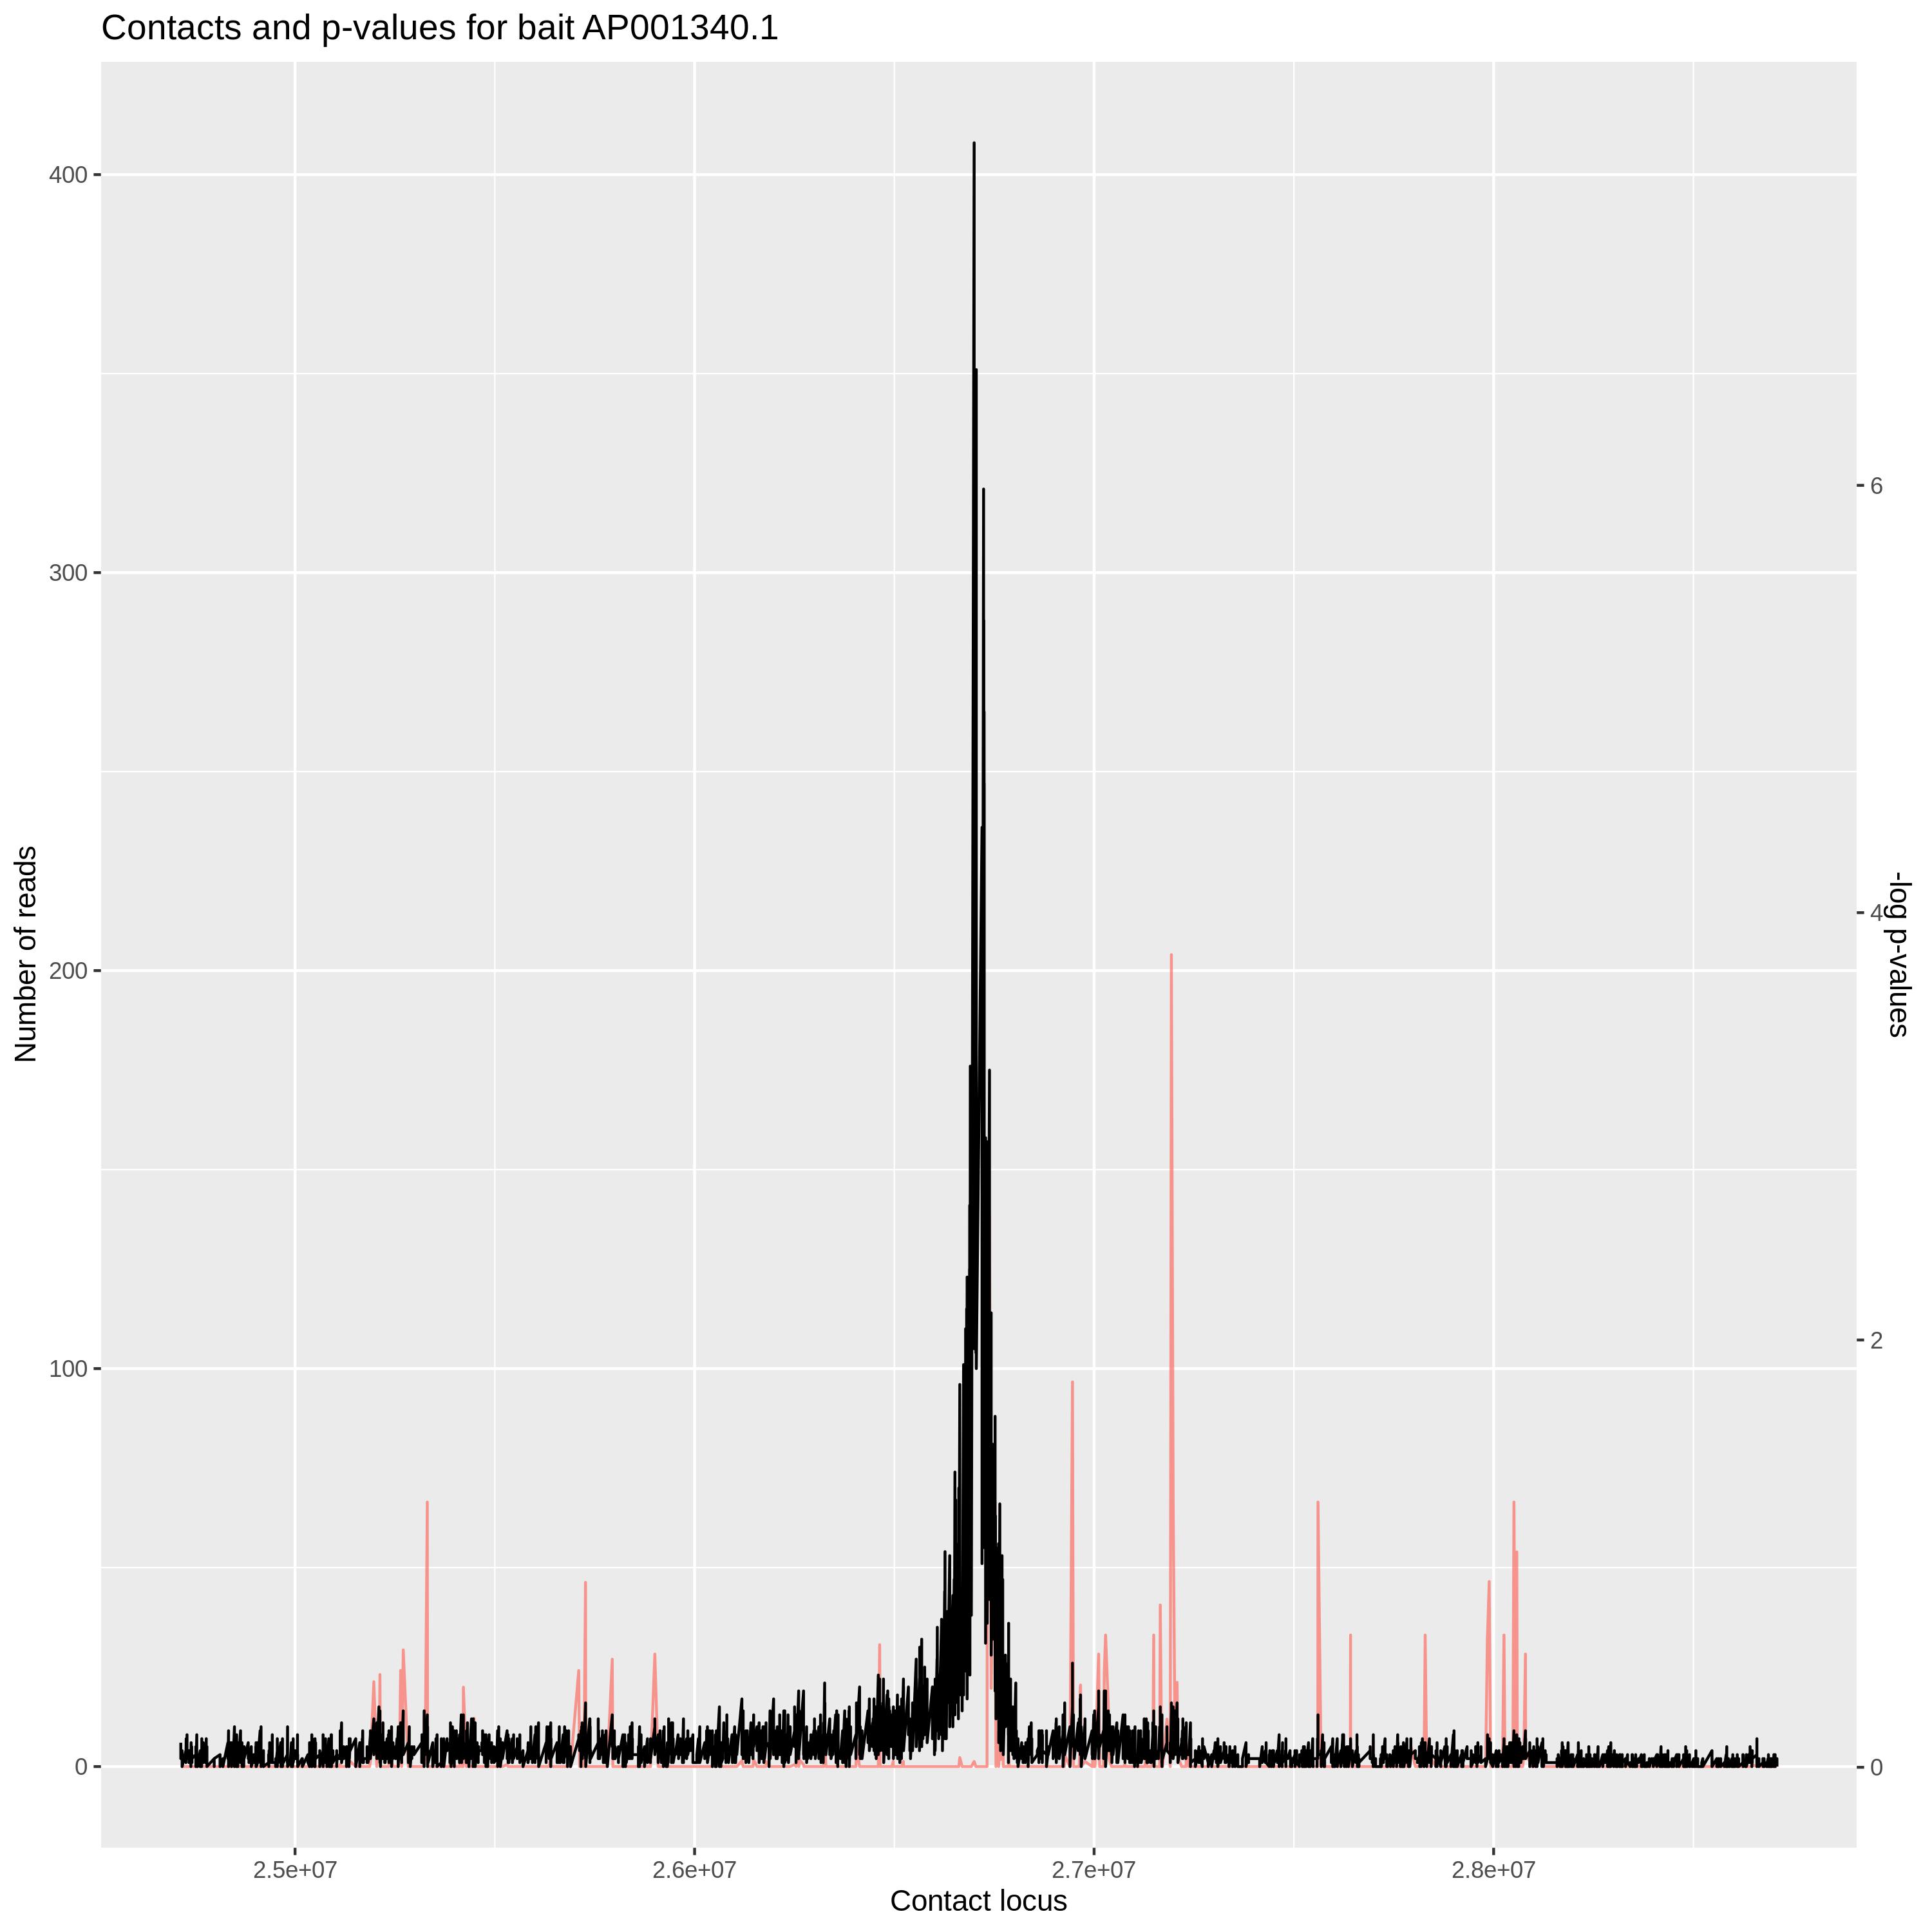 Contacts and p-values for bait AP001340.1
400
300
200
100
0
Number of reads
6
4
2
0
-log p-values
2.5e+07
2.6e+07
2.7e+07
2.8e+07
Contact locus